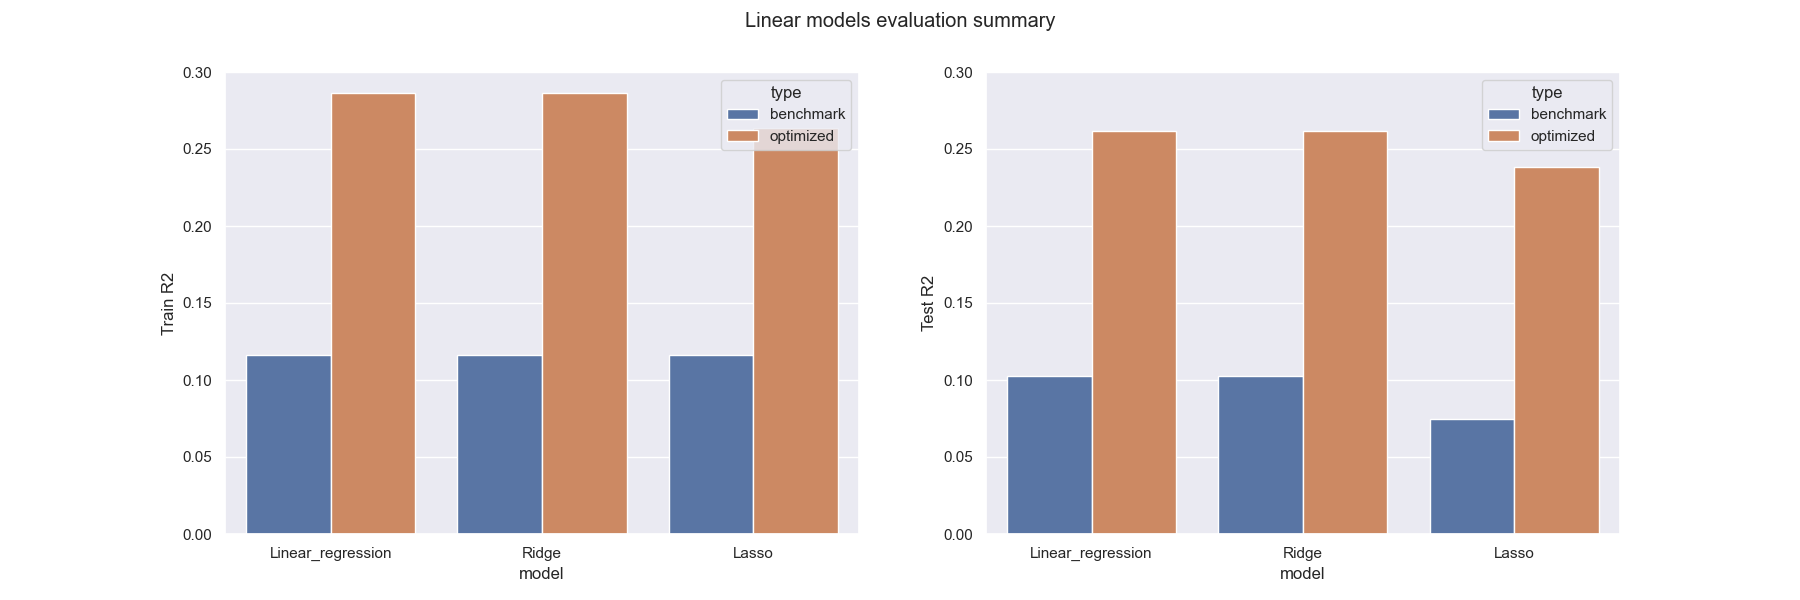 Linear models evaluation summary
0.30
0.25
0.20
0.15
0.10
0.05
0.00
Train R2
type
benchmark
optimized
Linear_regression
Ridge
Lasso
model
0.30
0.25
0.20
0.15
0.10
0.05
0.00
Test R2
type
benchmark
optimized
Linear_regression
Ridge
Lasso
model